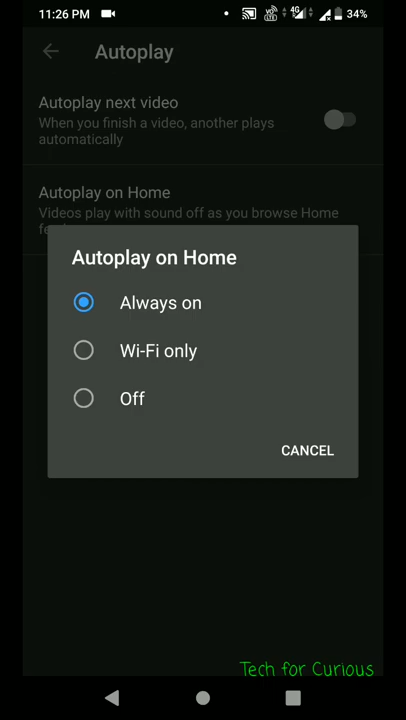 11:26 PM 4G 34%
Autoplay
Autoplay next video
When you finish a video, another plays
automatically
Autoplay on Home
Videos play with sound off as you browse Home
Autoplay on Home
Always on
Wi-Fi only
Off
CANCEL
Tech for Curious